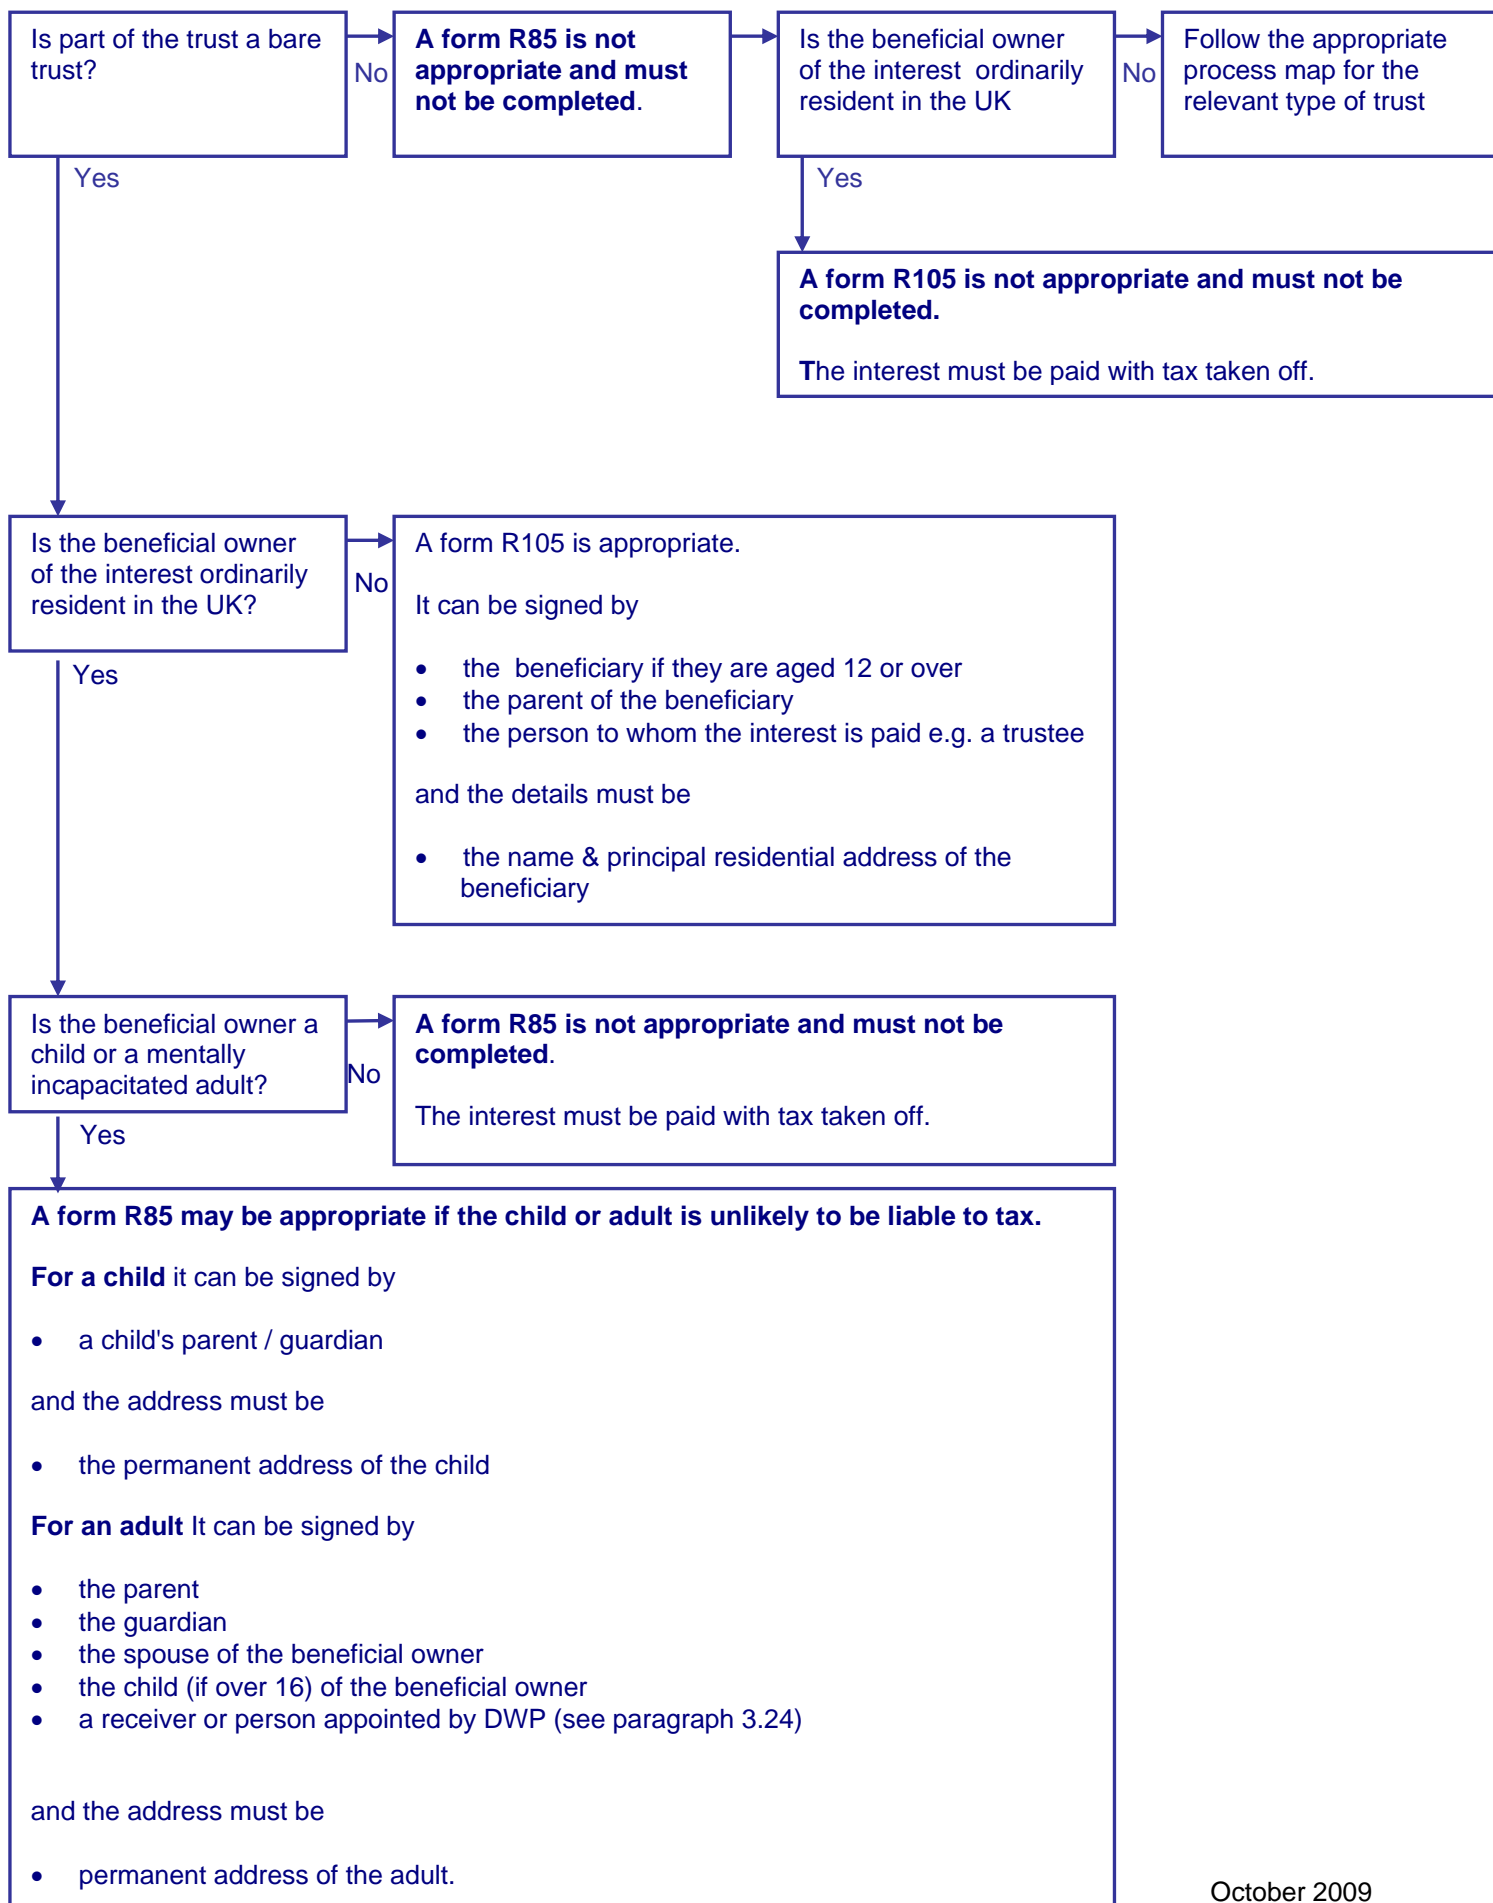 Is part of the trust a bare
trust?
No
A form R85 is not
appropriate and must
not be completed.
Is the beneficial owner
of the interest  ordinarily
resident in the UK
No
Follow the appropriate
process map for the
relevant type of trust
Yes
Yes
A form R105 is not appropriate and must not be
completed.
The interest must be paid with tax taken off.
Is the beneficial owner
of the interest ordinarily
resident in the UK?
No
A form R105 is appropriate.
It can be signed by
• the  beneficiary if they are aged 12 or over
• the parent of the beneficiary
• the person to whom the interest is paid e.g. a trustee
and the details must be
• the name & principal residential address of the
beneficiary
Yes
Is the beneficial owner a
child or a mentally
incapacitated adult?
No
A form R85 is not appropriate and must not be
completed.
The interest must be paid with tax taken off.
Yes
A form R85 may be appropriate if the child or adult is unlikely to be liable to tax.
For a child it can be signed by
• a child's parent / guardian
and the address must be
• the permanent address of the child
For an adult It can be signed by
• the parent
• the guardian
• the spouse of the beneficial owner
• the child (if over 16) of the beneficial owner
• a receiver or person appointed by DWP (see paragraph 3.24)
and the address must be
• permanent address of the adult.
October 2009